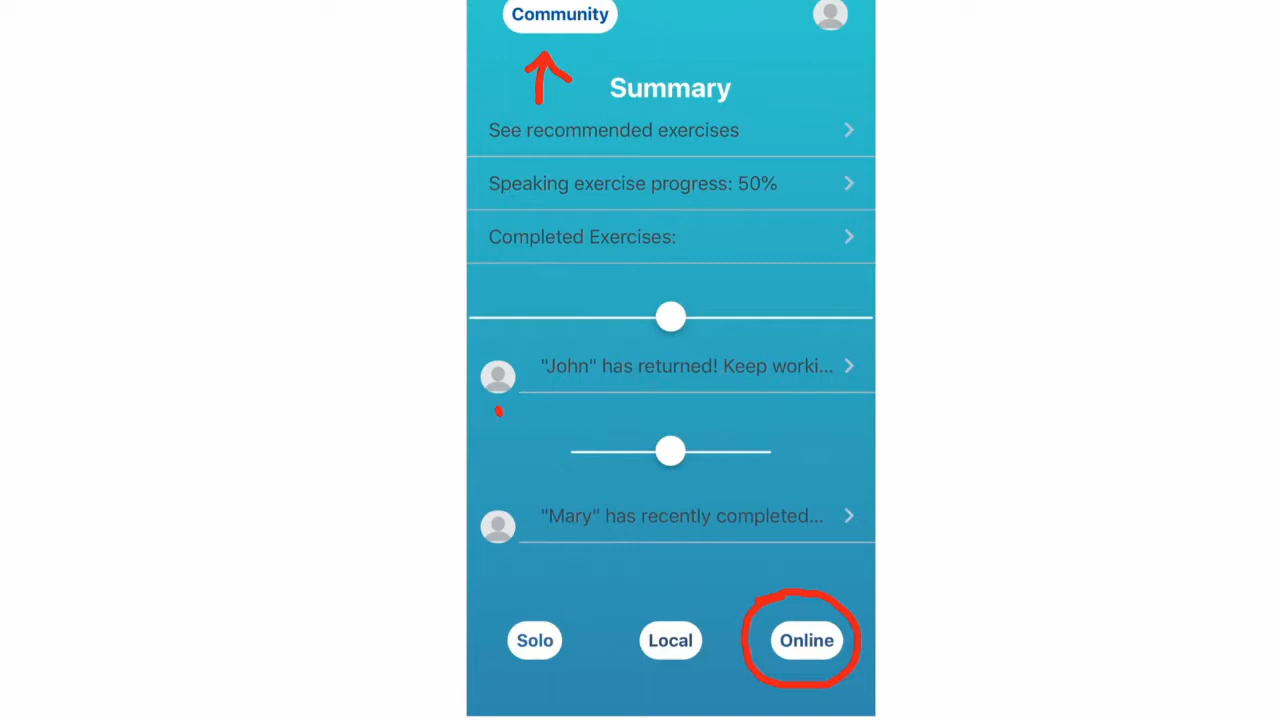 Community
Summary
See recommended exercises
Speaking exercise progress: 50%
Completed Exercises:
"John" has returned! Keep worki...
"Mary" has recently completed...
Solo Local Online